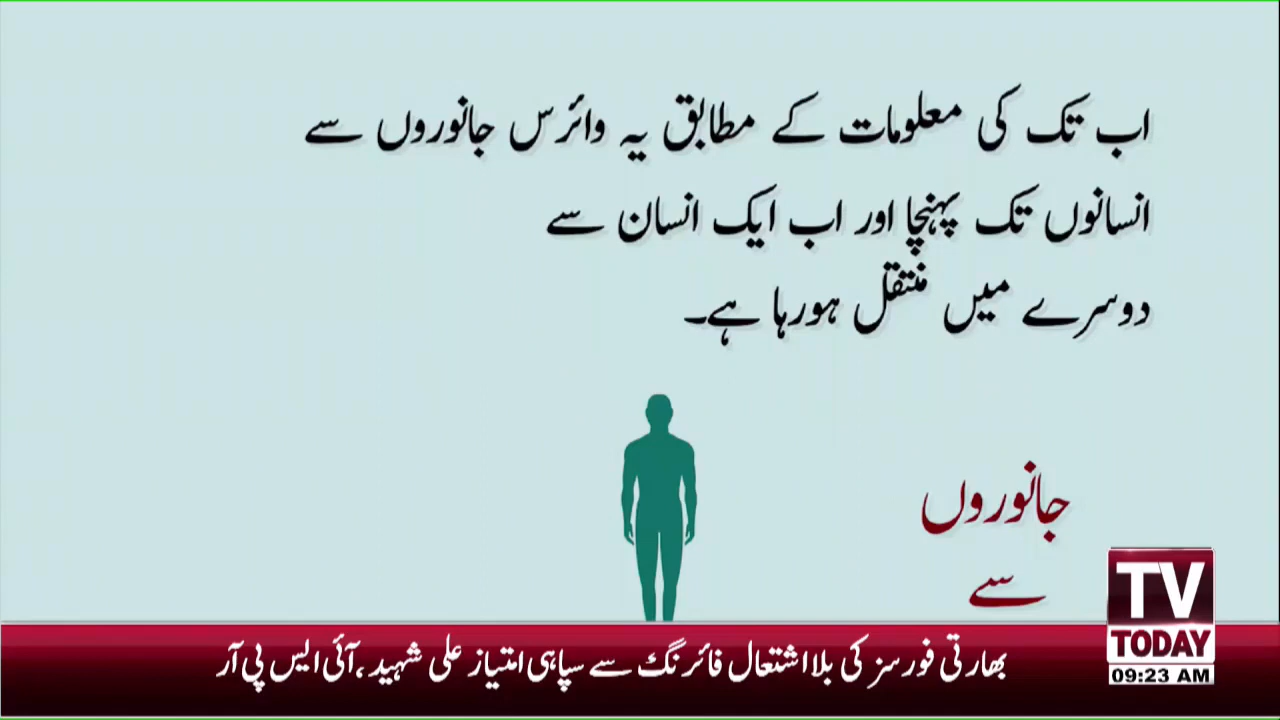 اب تک کی معلومات کے مطابق یہ وائرس جانوروں سے
انسانوں تک پہنچا اور اب ایک انسان سے
دوسرے میں منتقل ہورہا ہے۔
جانوروں
سے
TV
TODAY
09:23 AM
بھارتی فورسز کی بلااشتعال فائرنگ سے سپاہی امتیاز علی شہید ،آئی ایس پی آر